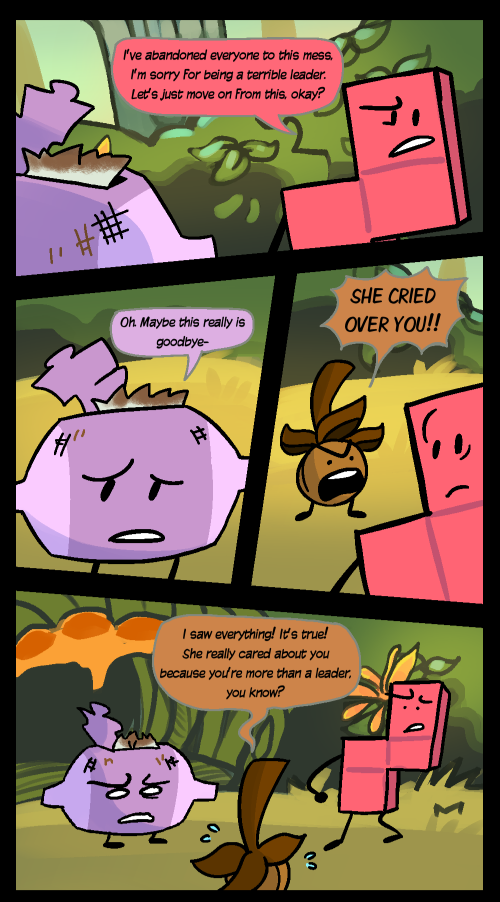 I've abandoned everyone to this mess,
I'm sorry for being a terrible leader.
Let's just move on from this, okay?
Oh. Maybe this really is
goodbye-
SHE CRIED
OVER YOU!!
I saw everything! It's true!
She really cared about you
because you're more than a leader,
you know?